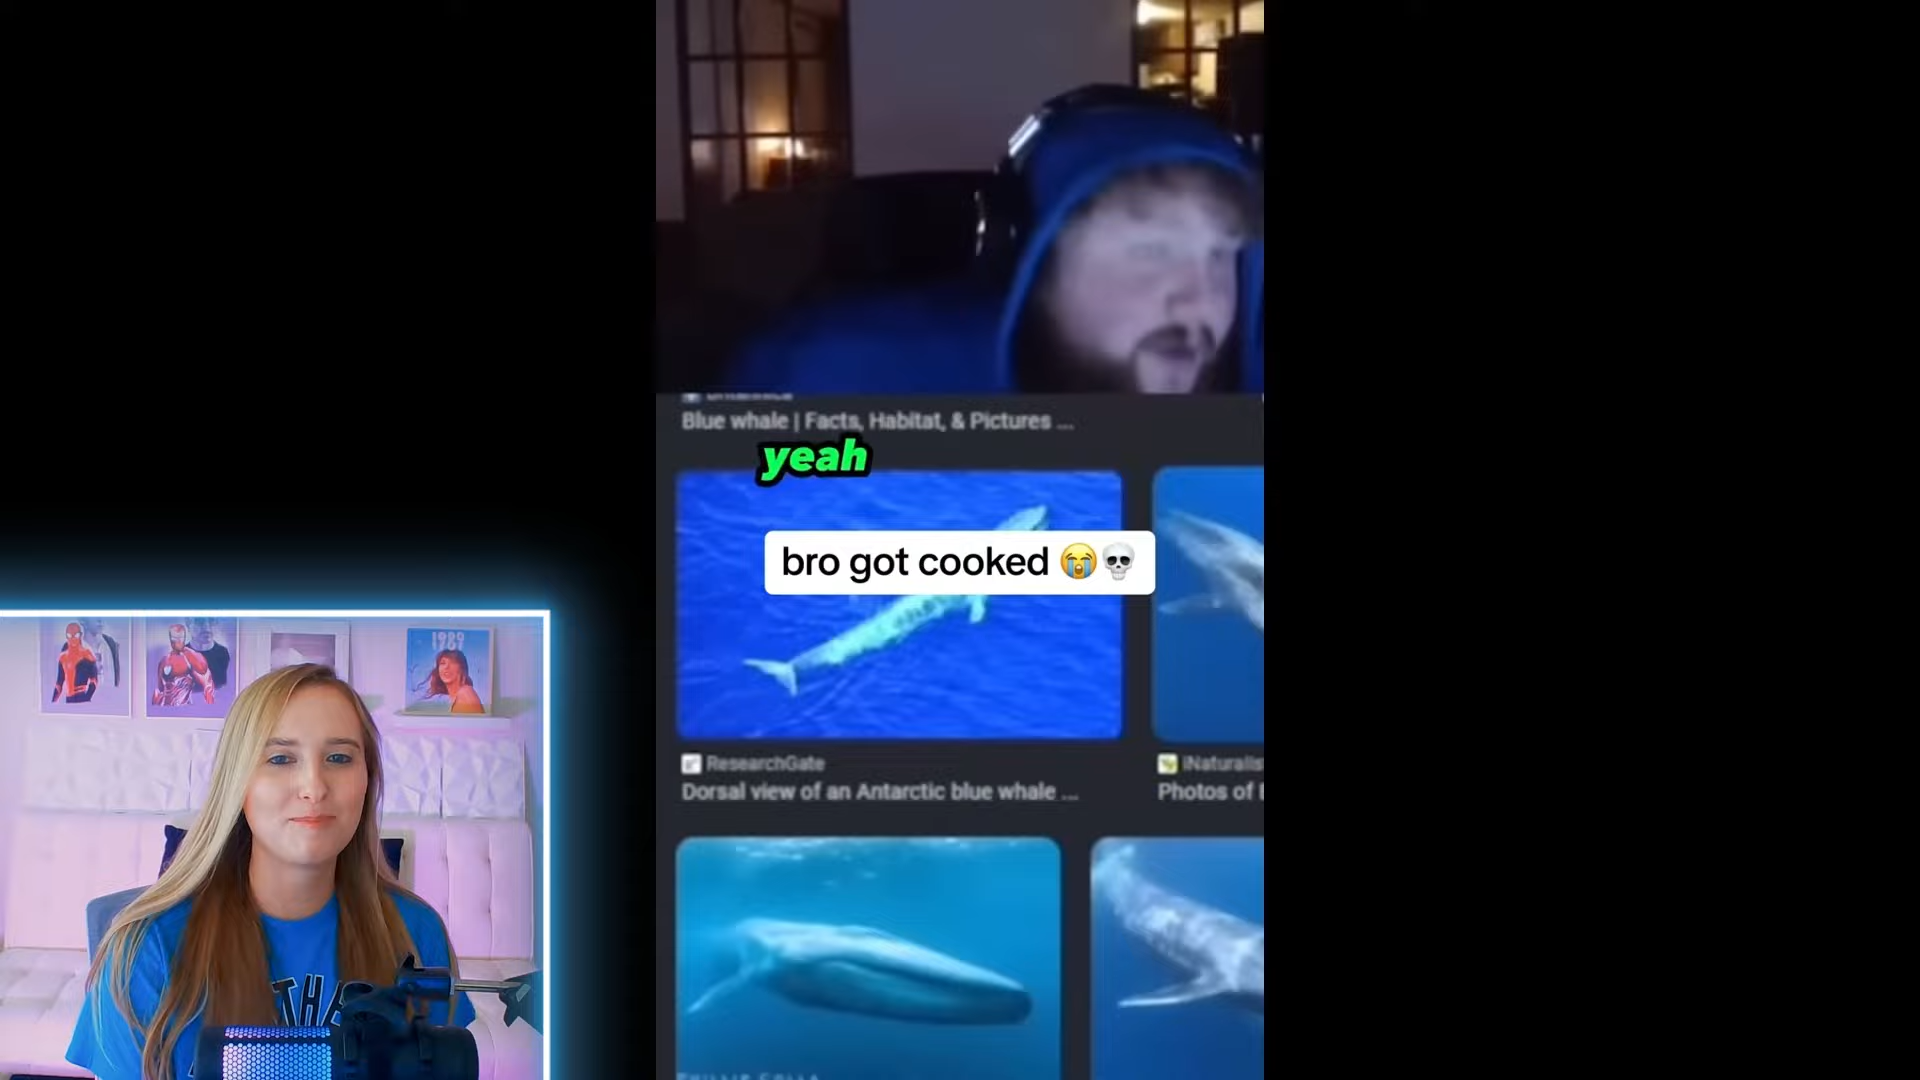 Blue whale | Facts, Habitat, & Pictures ...
yeah
bro got cooked 😭💀
ResearchGate
Dorsal view of an Antarctic blue whale ...
Photos of
1989
THE